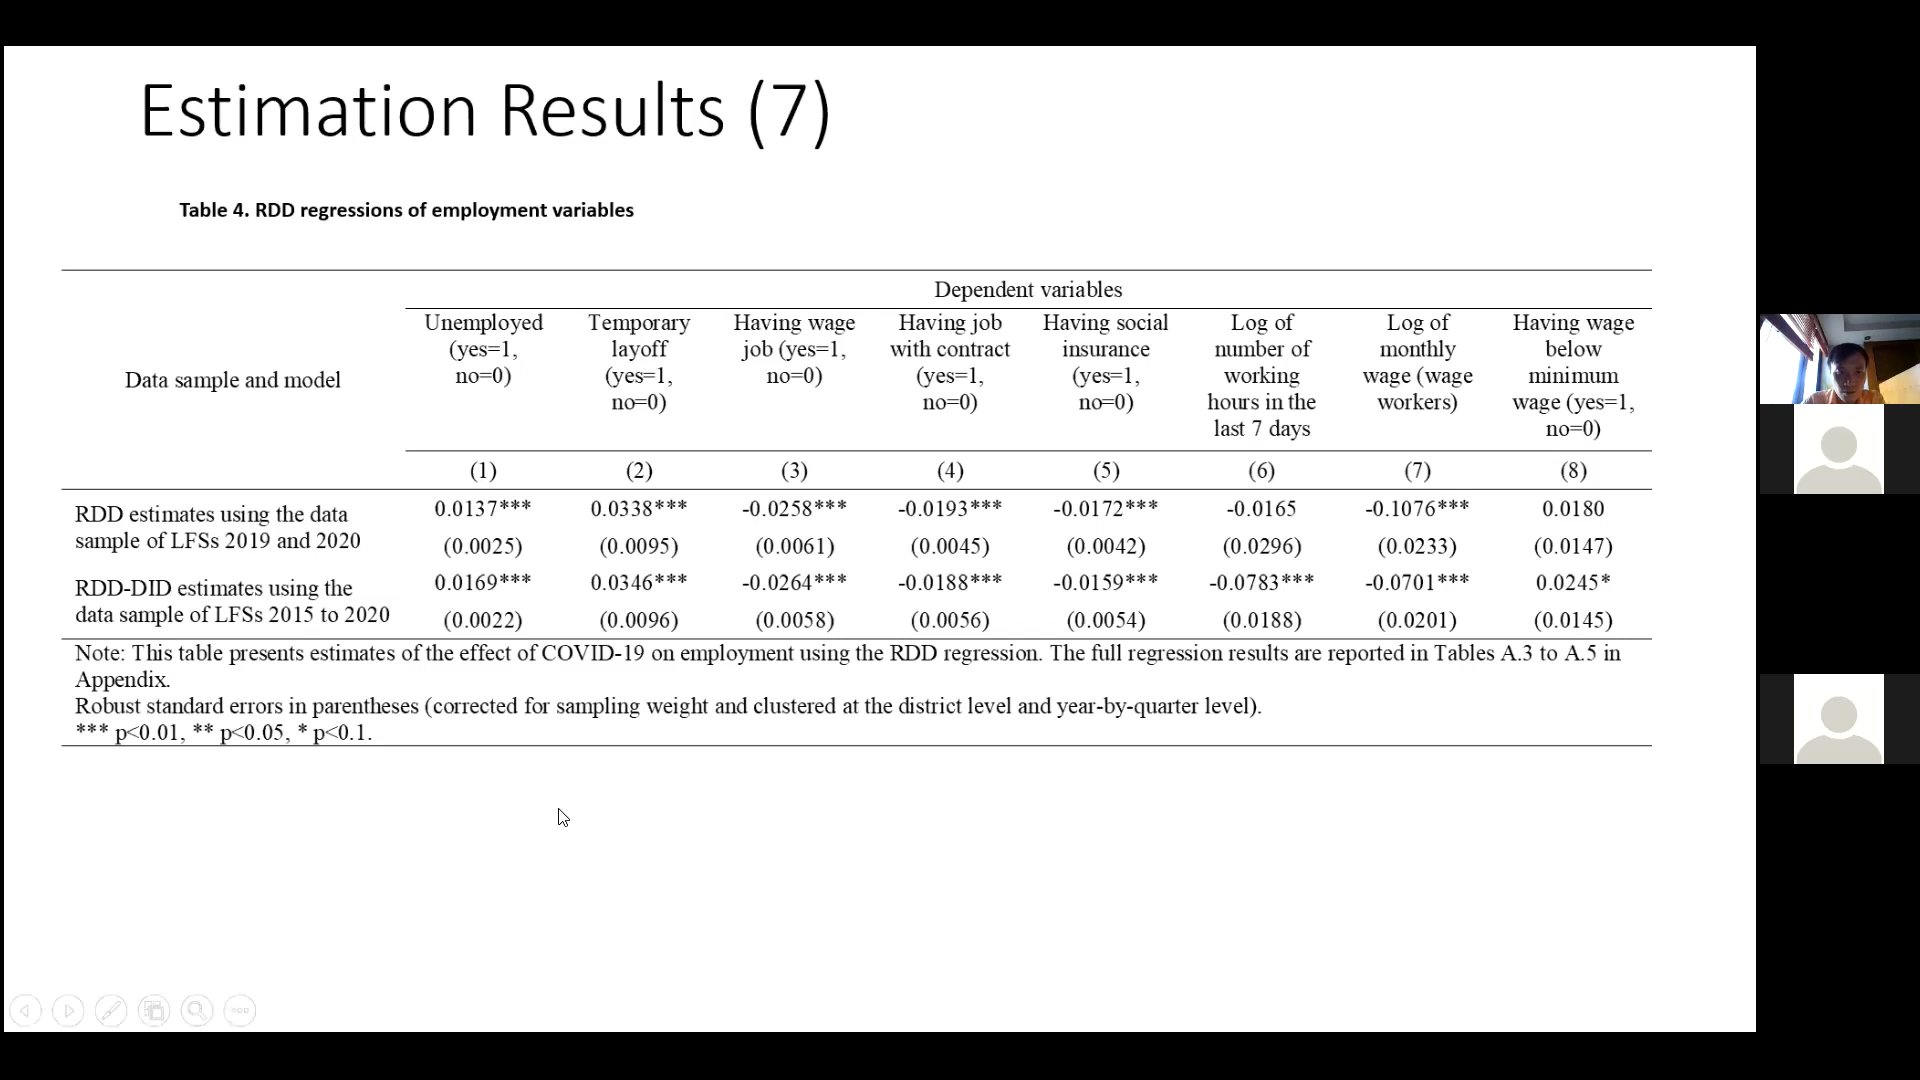 Estimation Results (7)
Table 4. RDD regressions of employment variables
Dependent variables
Data sample and model
Unemployed (yes=1, no=0)
Temporary layoff (yes=1, no=0)
Having wage job (yes=1, no=0)
Having job with contract (yes=1, no=0)
Having social insurance (yes=1, no=0)
Log of number of working hours in the last 7 days
Log of monthly wage (wage workers)
Having wage below minimum wage (yes=1, no=0)
(1) (2) (3) (4) (5) (6) (7) (8)
RDD estimates using the data sample of LFSs 2019 and 2020
0.0137*** 0.0338*** -0.0258*** -0.0193*** -0.0172*** -0.0165 -0.1076*** 0.0180
(0.0025) (0.0095) (0.0061) (0.0045) (0.0042) (0.0296) (0.0233) (0.0147)
RDD-DID estimates using the data sample of LFSs 2015 to 2020
0.0169*** 0.0346*** -0.0264*** -0.0188*** -0.0159*** -0.0783*** -0.0701*** 0.0245*
(0.0022) (0.0096) (0.0058) (0.0056) (0.0054) (0.0188) (0.0201) (0.0145)
Note: This table presents estimates of the effect of COVID-19 on employment using the RDD regression. The full regression results are reported in Tables A.3 to A.5 in
Appendix.
Robust standard errors in parentheses (corrected for sampling weight and clustered at the district level and year-by-quarter level).
*** p<0.01, ** p<0.05, * p<0.1.